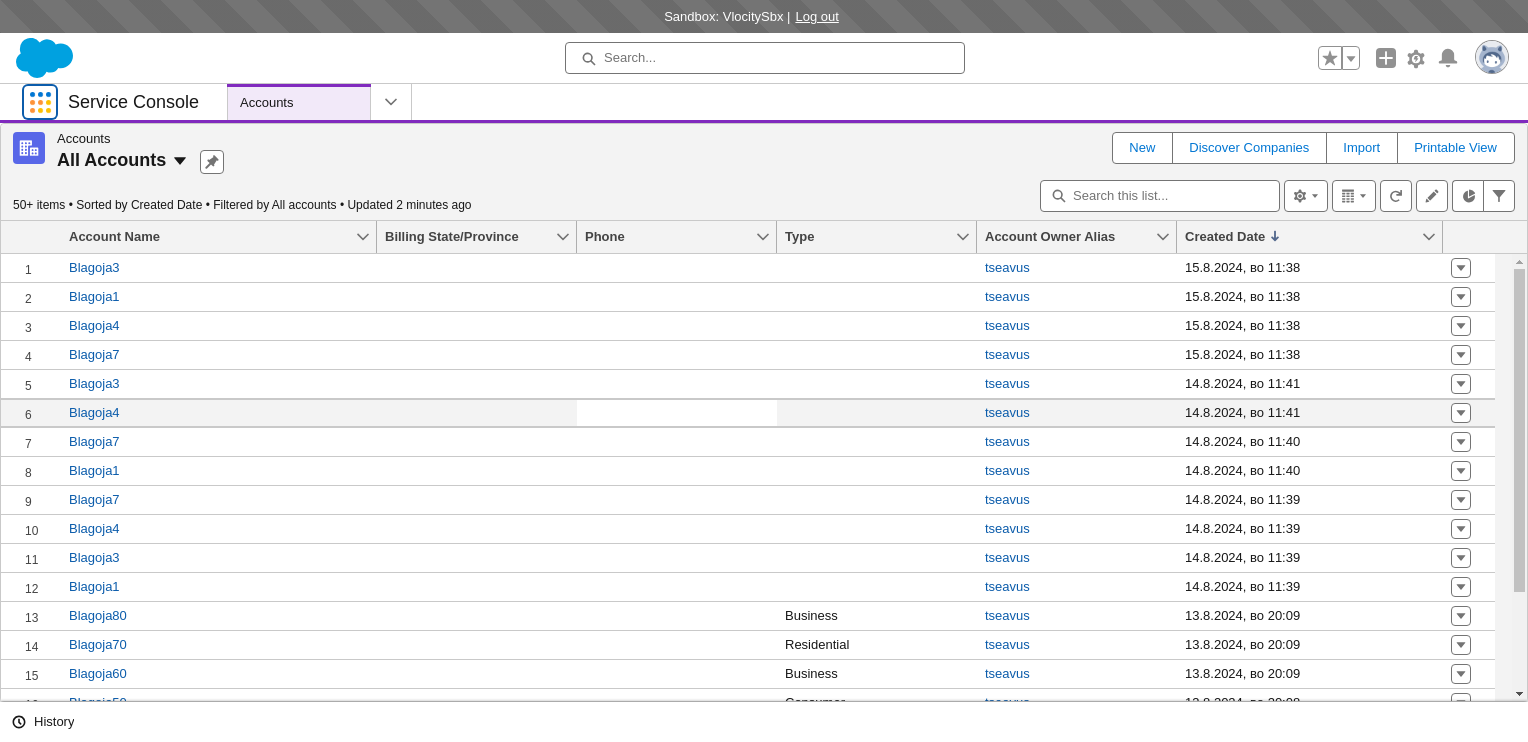 Sandbox: VlocitySbx | Log out
Search...
Service Console
Accounts
Accounts
All Accounts
New Discover Companies Import Printable View
50+ items • Sorted by Created Date • Filtered by All accounts • Updated 2 minutes ago
Search this list...
Account Name Billing State/Province Phone Type Account Owner Alias Created Date
1 Blagoja3 tseavus 15.8.2024, во 11:38
2 Blagoja1 tseavus 15.8.2024, во 11:38
3 Blagoja4 tseavus 15.8.2024, во 11:38
4 Blagoja7 tseavus 15.8.2024, во 11:38
5 Blagoja3 tseavus 14.8.2024, во 11:41
6 Blagoja4 tseavus 14.8.2024, во 11:41
7 Blagoja7 tseavus 14.8.2024, во 11:40
8 Blagoja1 tseavus 14.8.2024, во 11:40
9 Blagoja7 tseavus 14.8.2024, во 11:39
10 Blagoja4 tseavus 14.8.2024, во 11:39
11 Blagoja3 tseavus 14.8.2024, во 11:39
12 Blagoja1 tseavus 14.8.2024, во 11:39
13 Blagoja80 Business tseavus 13.8.2024, во 20:09
14 Blagoja70 Residential tseavus 13.8.2024, во 20:09
15 Blagoja60 Business tseavus 13.8.2024, во 20:09
History